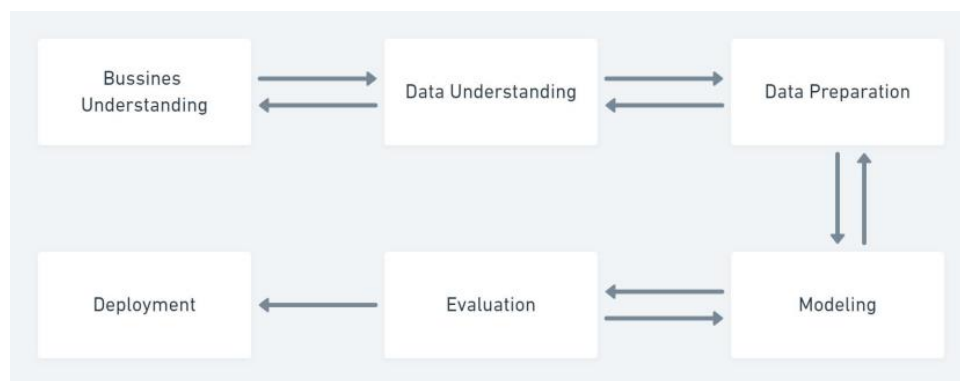 Bussines
Understanding
Data Understanding
Data Preparation
Deployment
Evaluation
Modeling